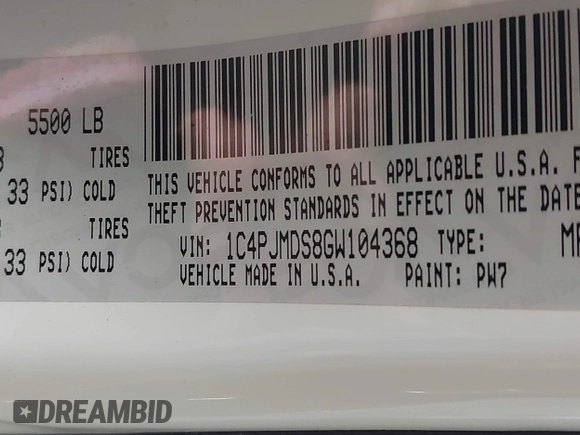 5500 LB
TIRES
33 PSI) COLD
TIRES
33 PSI) COLD
THIS VEHICLE CONFORMS TO ALL APPLICABLE U.S.A. F
THEFT PREVENTION STANDARDS IN EFFECT ON THE DATE
VIN: 1C4PJMDS8GW104368 TYPE:
VEHICLE MADE IN U.S.A. PAINT: PW7
DREAMBID